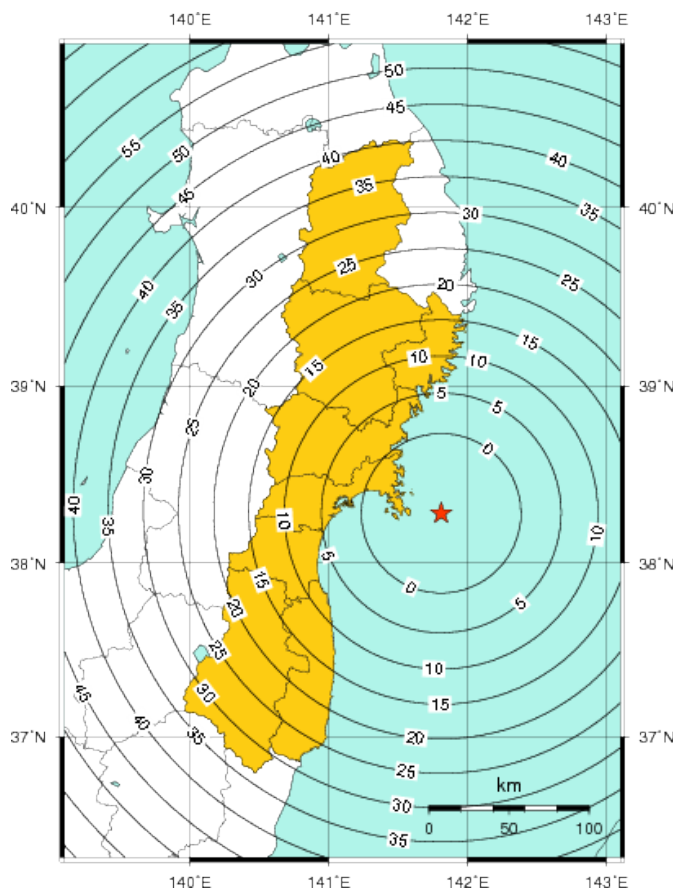 140˚E 141˚E 142˚E 143˚E
50
55 50 45
40 40
45 35 35
40˚N 30 40˚N
40 30 25 25
35 20
15 10 10 15
39˚N 20 5 5 39˚N
25 0
30
40 35 10 10
38˚N 15 5 0 38˚N
20 5
25 10
45 30 15
40 35
37˚N 20 37˚N
25
km
30
0 50 100
35
140˚E 141˚E 142˚E 143˚E